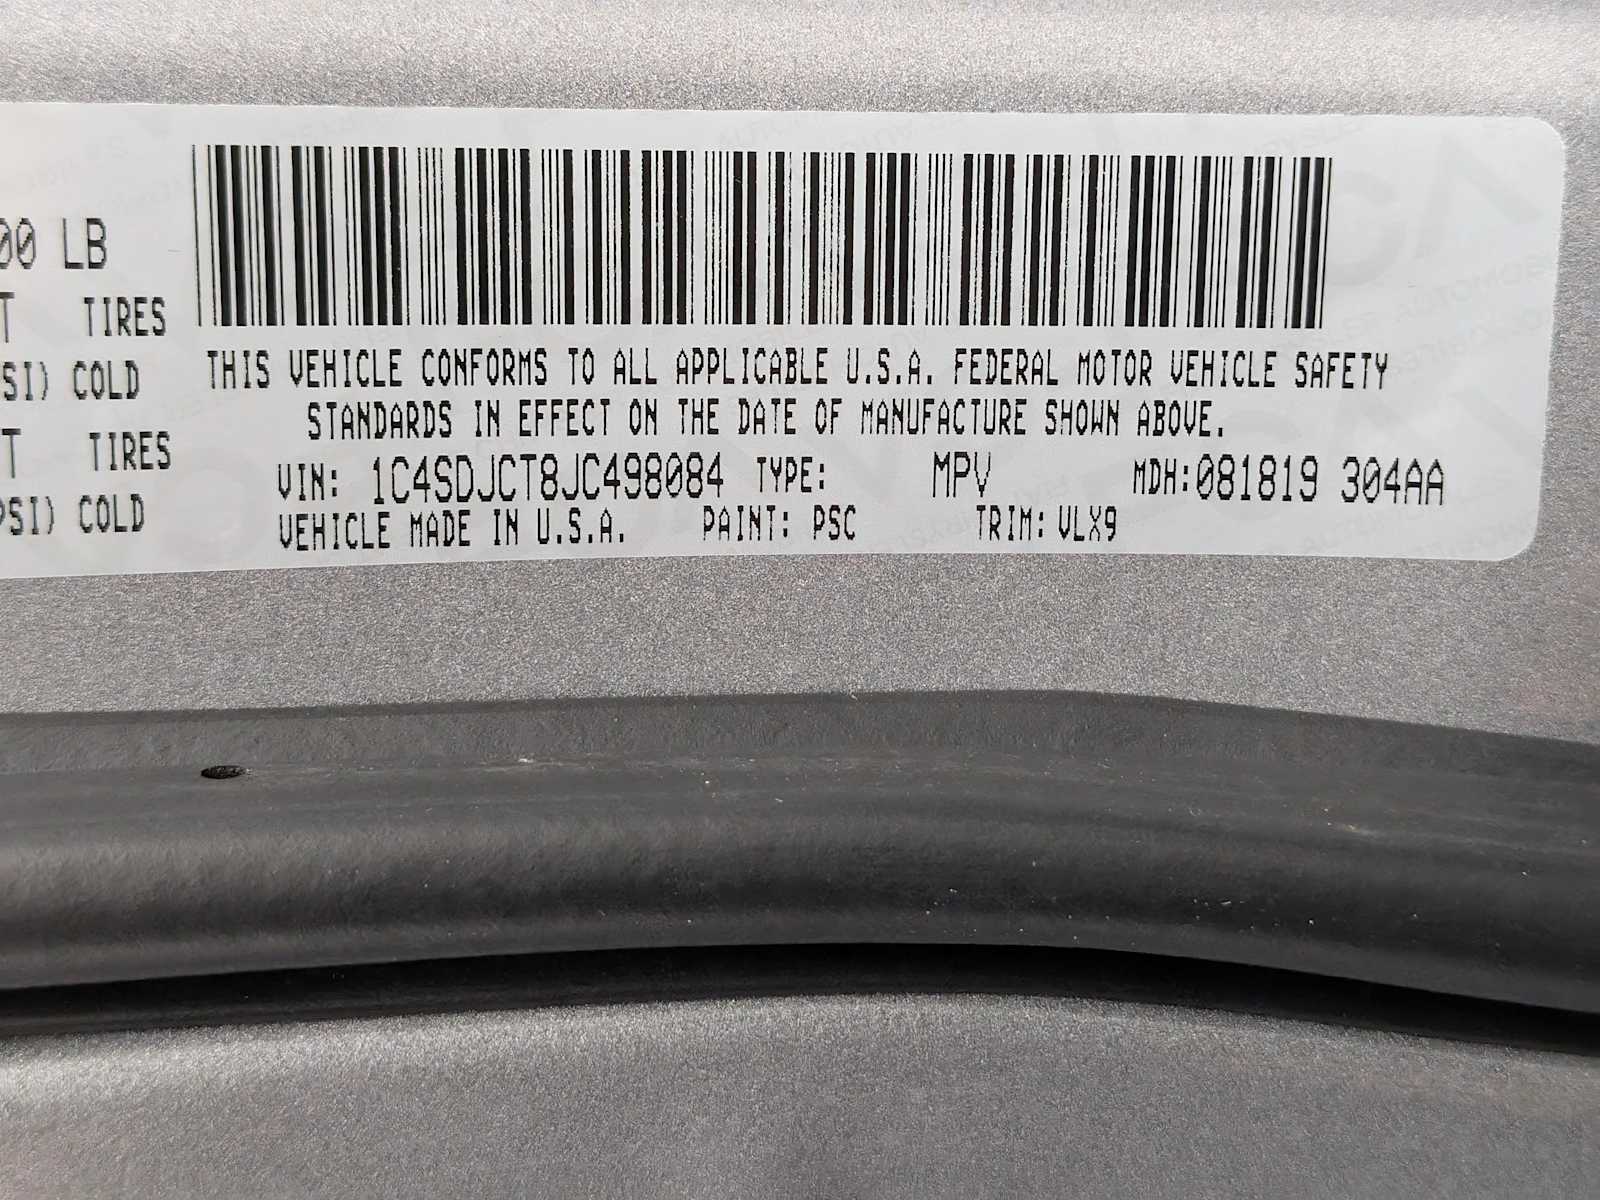 00 LB
T TIRES
SI) COLD
THIS VEHICLE CONFORMS TO ALL APPLICABLE U.S.A. FEDERAL MOTOR VEHICLE SAFETY
STANDARDS IN EFFECT ON THE DATE OF MANUFACTURE SHOWN ABOVE.
T TIRES
VIN: 1C4SDJCT8JC498084 TYPE: MPV MDH:081819 304AA
PSI) COLD
VEHICLE MADE IN U.S.A. PAINT: PSC TRIM: VLX9